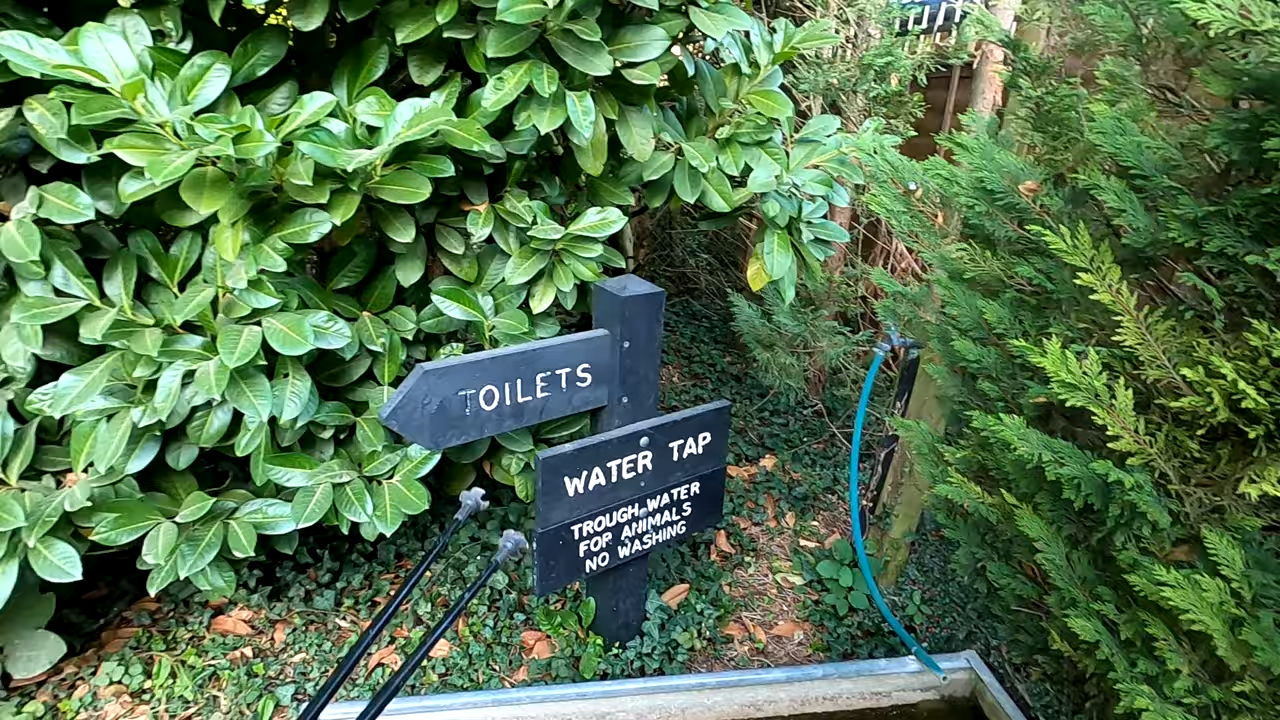 TOILETS
WATER TAP
TROUGH WATER
FOR ANIMALS
NO WASHING